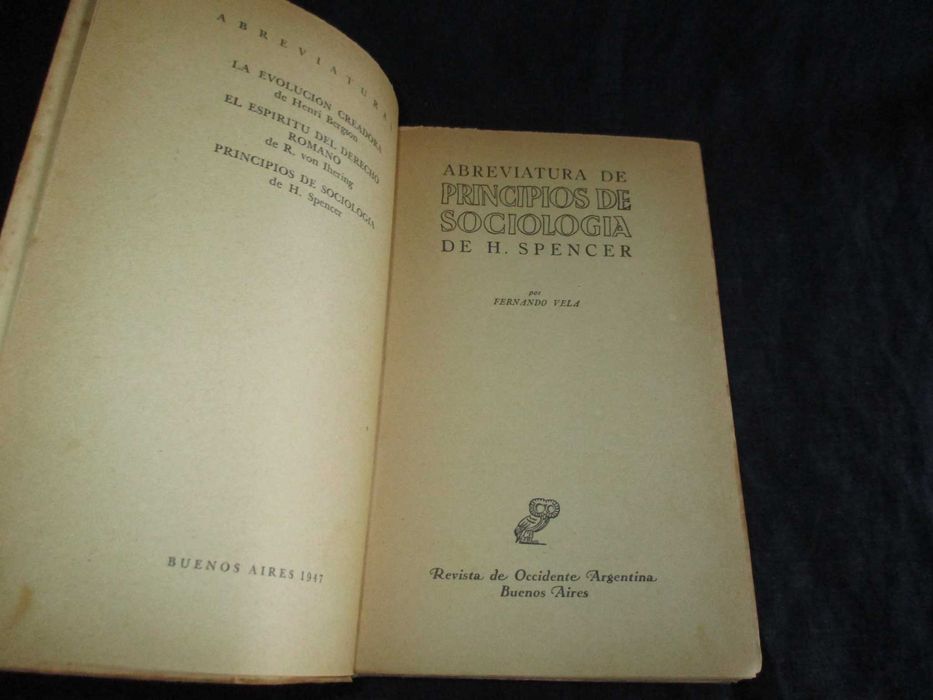 ABREVIATURA
LA EVOLUCIÓN CREADORA
de Henri Bergson
EL ESPIRITU DEL DERECHO
ROMANO
de R. von Ihering
PRINCIPIOS DE SOCIOLOGIA
de H. Spencer
BUENOS AIRES 1947
ABREVIATURA DE
PRINCIPIOS DE
SOCIOLOGIA
DE H. SPENCER
por
FERNANDO VELA
Revista de Occidente Argentina
Buenos Aires